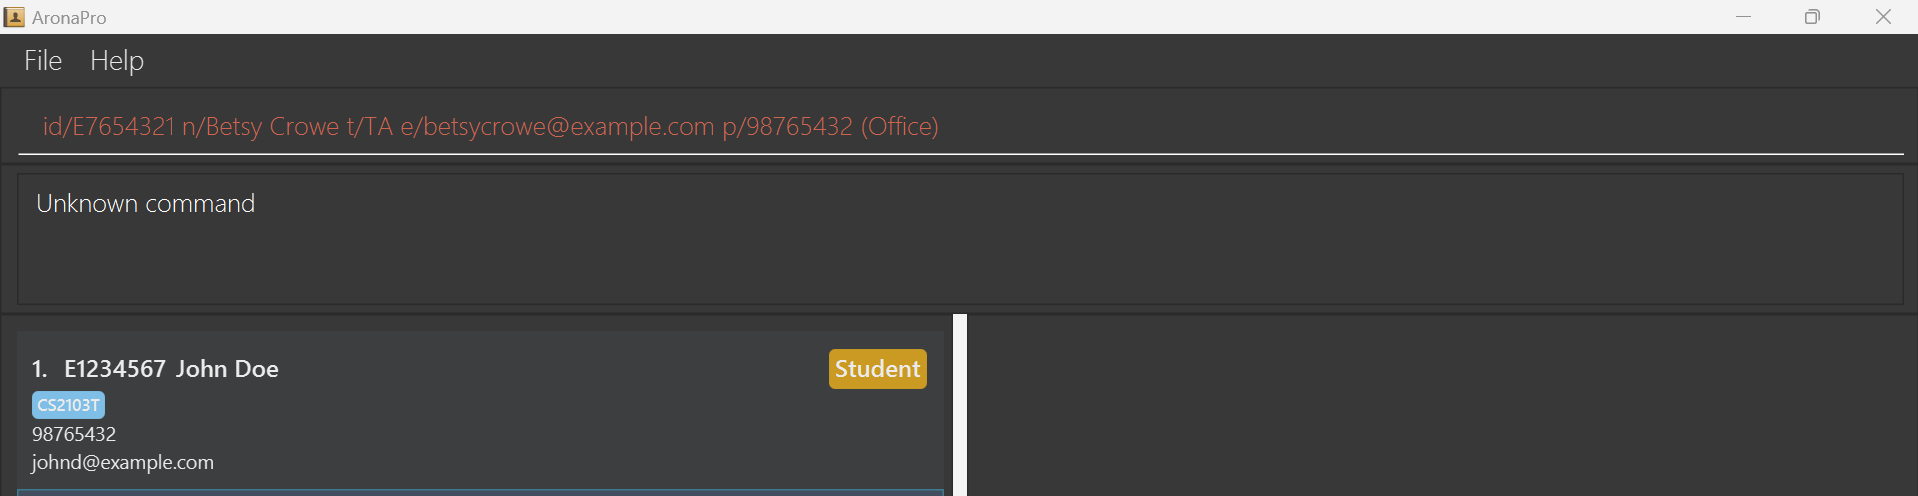 AronaPro
File Help
id/E7654321 n/Betsy Crowe t/TA e/betsycrowe@example.com p/98765432 (Office)
Unknown command
1. E1234567 John Doe
Student
CS2103T
98765432
johnd@example.com